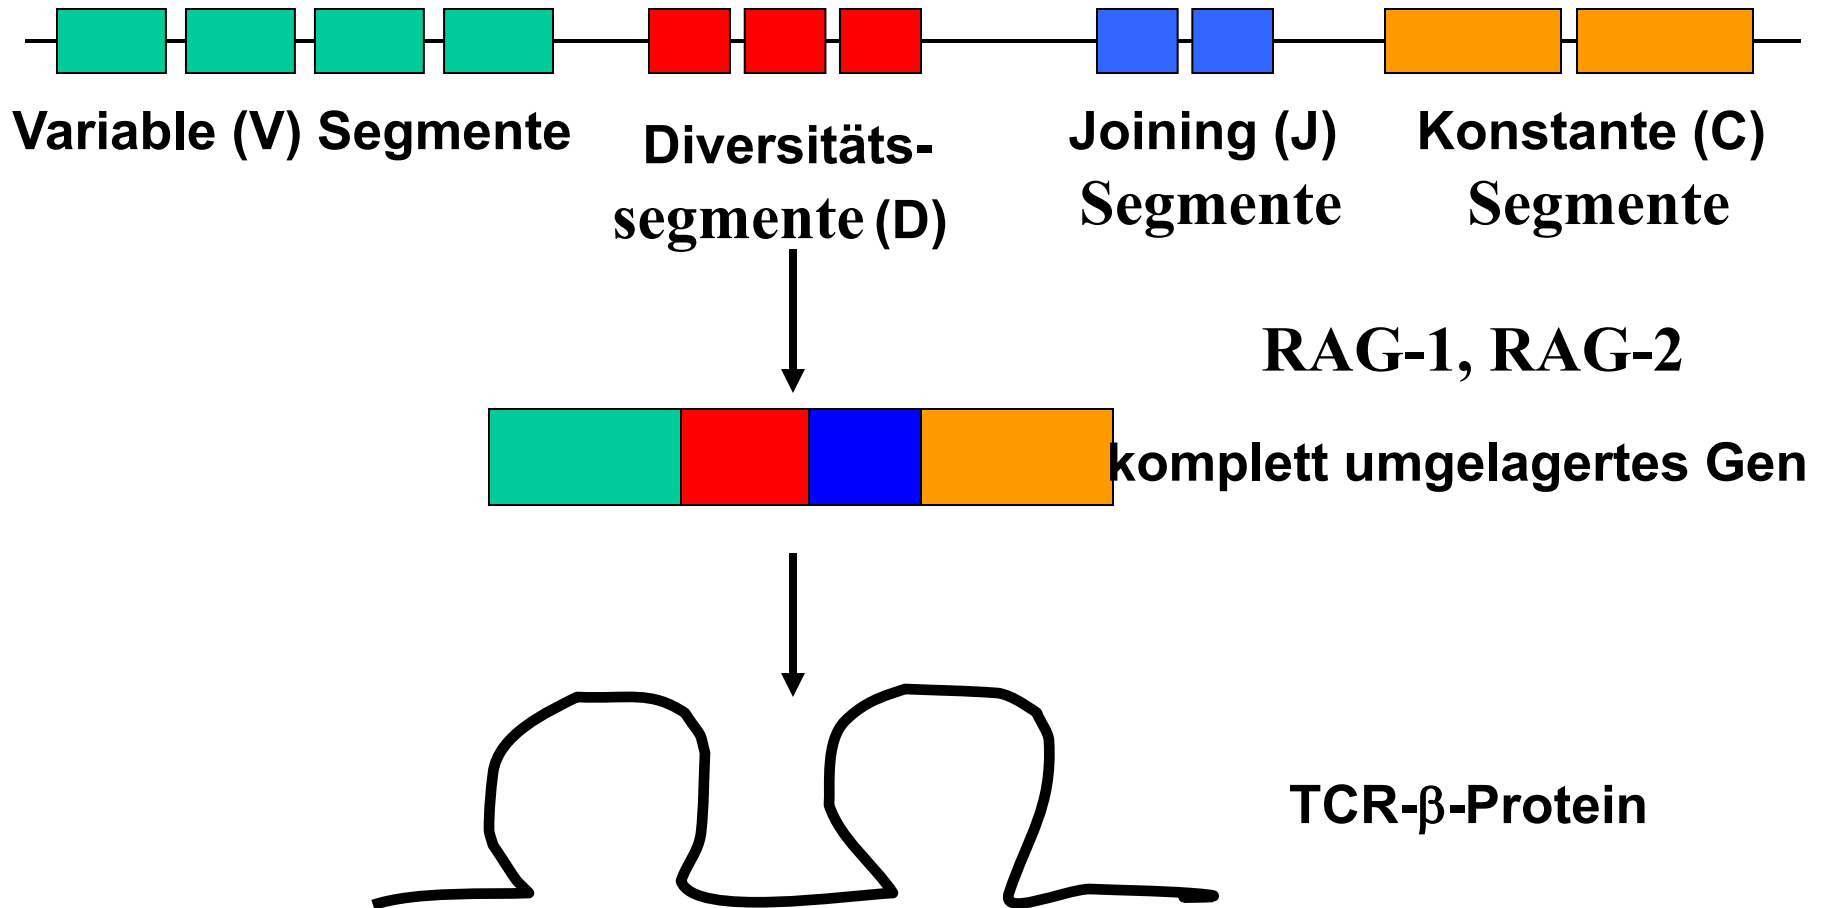 Variable (V) Segmente
Diversitäts-
segmente (D)
Joining (J)
Segmente
Konstante (C)
Segmente
RAG-1, RAG-2
komplett umgelagertes Gen
TCR-β-Protein